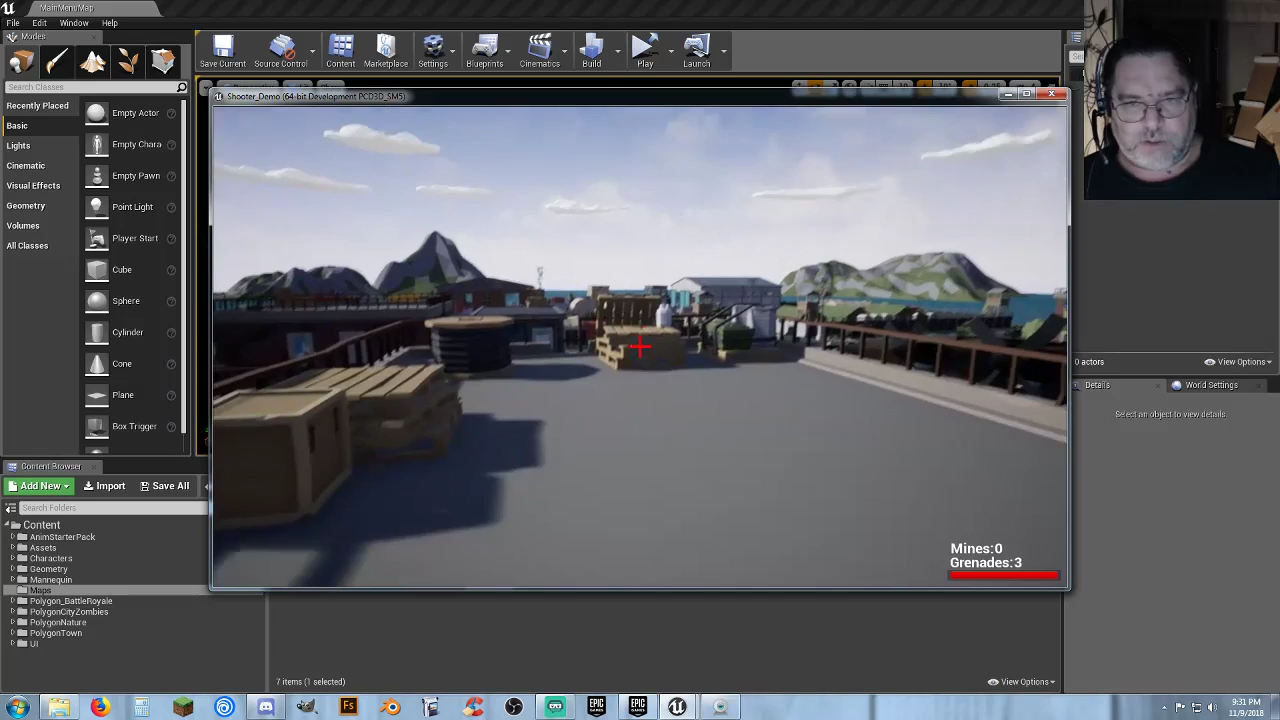 MainMenuMap
File Edit Window Help
Modes
Save Current Source Control Content Marketplace Settings Blueprints Cinematics Build Play Launch
Search Classes
Shooter_Demo (64-bit Development PCD3D_SM5)
Recently Placed
Basic
Lights
Cinematic
Visual Effects
Geometry
Volumes
All Classes
Empty Actor
Empty Chara
Empty Pawn
Point Light
Player Start
Cube
Sphere
Cylinder
Cone
Plane
Box Trigger
0 actors
View Options
Details
World Settings
Select an object to view details.
Mines:0
Grenades:3
Content Browser
Add New Import Save All
Search Folders
Content
AnimStarterPack
Assets
Characters
Geometry
Mannequin
Maps
Polygon_BattleRoyale
PolygonCityZombies
PolygonNature
PolygonTown
UI
7 items (1 selected)
View Options
Fs
EPIC GAMES
EPIC GAMES
9:31 PM
11/9/2018